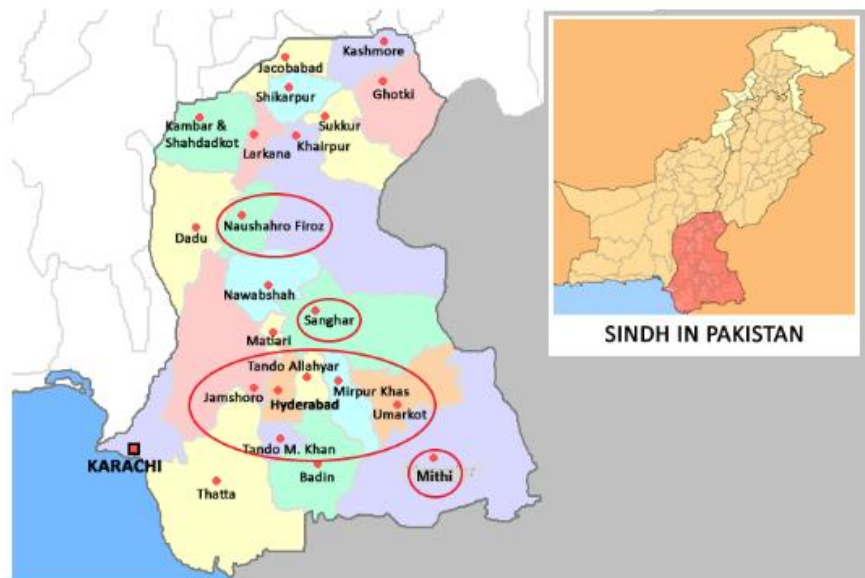 Kashmore
Jacobabad
Ghotki
Shikarpur
Sukkur
Kambar &
Shahdadkot
Larkana
Khairpur
Naushahro Firoz
Dadu
Nawabshah
Sanghar
Matiari
Tando Allahyar
Jamshoro
Hyderabad
Mirpur Khas
Umarkot
Tando M. Khan
KARACHI
Badin
Mithi
Thatta
SINDH IN PAKISTAN